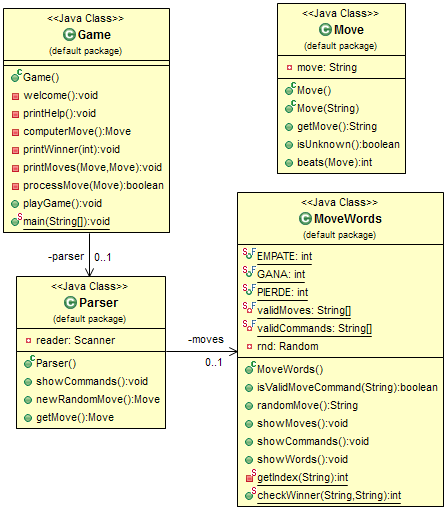 <<Java Class>>
Game
(default package)
Game()
welcome():void
printHelp():void
computerMove():Move
printWinner(int):void
printMoves(Move,Move):void
processMove(Move):boolean
playGame():void
main(String[]):void
<<Java Class>>
Move
(default package)
move: String
Move()
Move(String)
getMove():String
isUnknown():boolean
beats(Move):int
-parser
0..1
<<Java Class>>
Parser
(default package)
reader: Scanner
Parser()
showCommands():void
newRandomMove():Move
getMove():Move
-moves
0..1
<<Java Class>>
MoveWords
(default package)
EMPATE: int
GANA: int
PIERDE: int
validMoves: String[]
validCommands: String[]
rnd: Random
MoveWords()
isValidMoveCommand(String):boolean
randomMove():String
showMoves():void
showCommands():void
showWords():void
getIndex(String):int
checkWinner(String,String):int